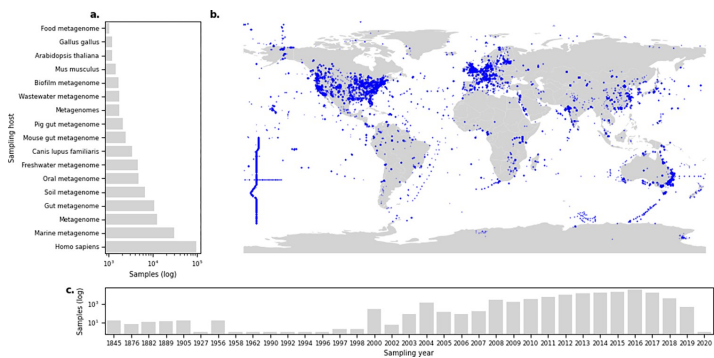 a.
b.
Food metagenome
Gallus gallus
Arabidopsis thaliana
Mus musculus
Biofilm metagenome
Wastewater metagenome
Metagenomes
Pig gut metagenome
Mouse gut metagenome
Canis lupus familiaris
Freshwater metagenome
Oral metagenome
Soil metagenome
Gut metagenome
Metagenome
Marine metagenome
Homo sapiens
Sampling host
10³ 10⁴ 10⁵
Samples (log)
c.
Samples (log)
10³
10¹
1845 1876 1882 1889 1905 1927 1956 1958 1962 1990 1992 1994 1996 1997 1998 2000 2002 2003 2004 2005 2006 2007 2008 2009 2010 2011 2012 2013 2014 2015 2016 2017 2018 2019 2020
Sampling year